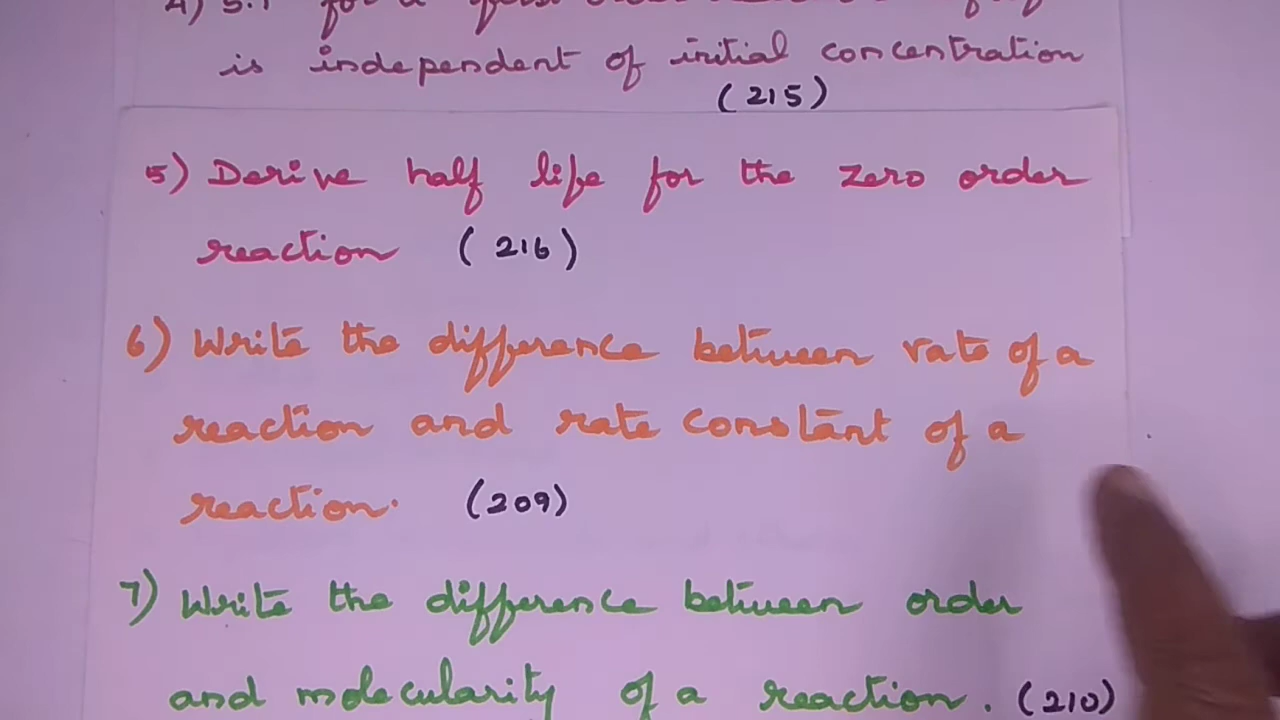 is independent of initial concentration
(215)
5) Derive half life for the zero order
reaction (216)
6) Write the difference between rate of a
reaction and rate constant of a
reaction. (209)
7) Write the difference between order
and molecularity of a reaction. (210)